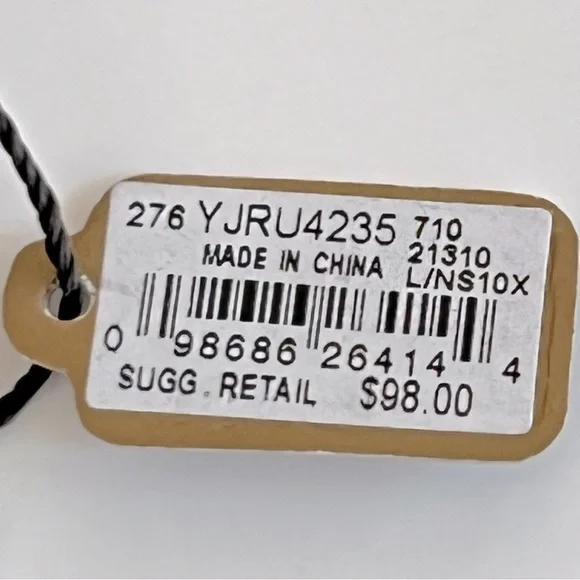 276 YJRU4235 710
21310
MADE IN CHINA L/NS10X
0 98686 26414 4
SUGG. RETAIL $98.00